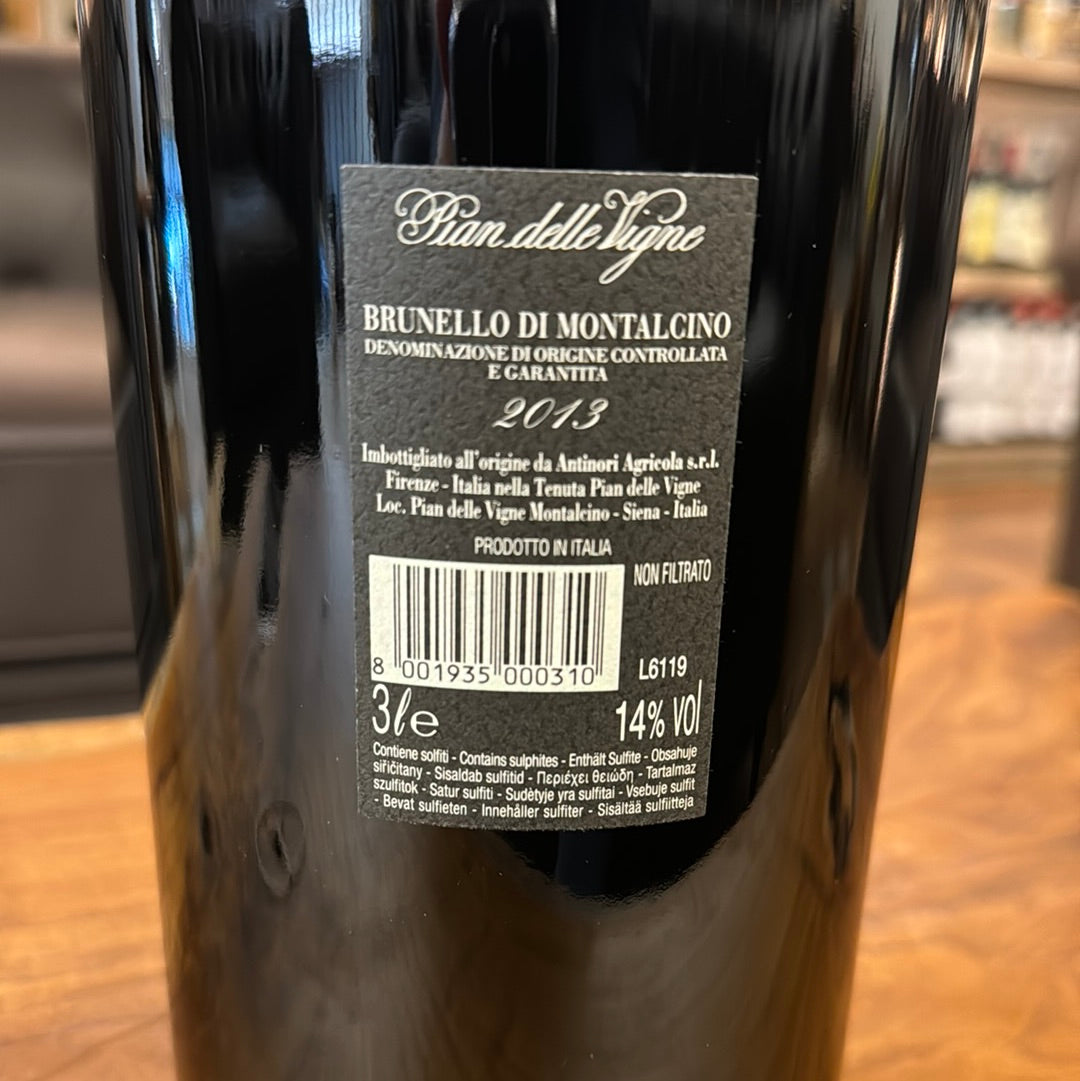 Pian delle Vigne
BRUNELLO DI MONTALCINO
DENOMINAZIONE DI ORIGINE CONTROLLATA
E GARANTITA
2013
Imbottigliato all'origine da Antinori Agricola s.r.l.
Firenze - Italia nella Tenuta Pian delle Vigne
Loc. Pian delle Vigne Montalcino - Siena - Italia
PRODOTTO IN ITALIA
NON FILTRATO
8 001935 000310
L6119
3ℓe
14% vol
Contiene solfiti - Contains sulphites - Enthält Sulfite - Obsahuje
siřičitany - Sisaldab sulfitid - Περιέχει θειώδη - Tartalmaz
szulfitok - Satur sulfiti - Sudėtyje yra sulfitai - Vsebuje sulfit
- Bevat sulfieten - Innehåller sulfiter - Sisältää sulfiitteja